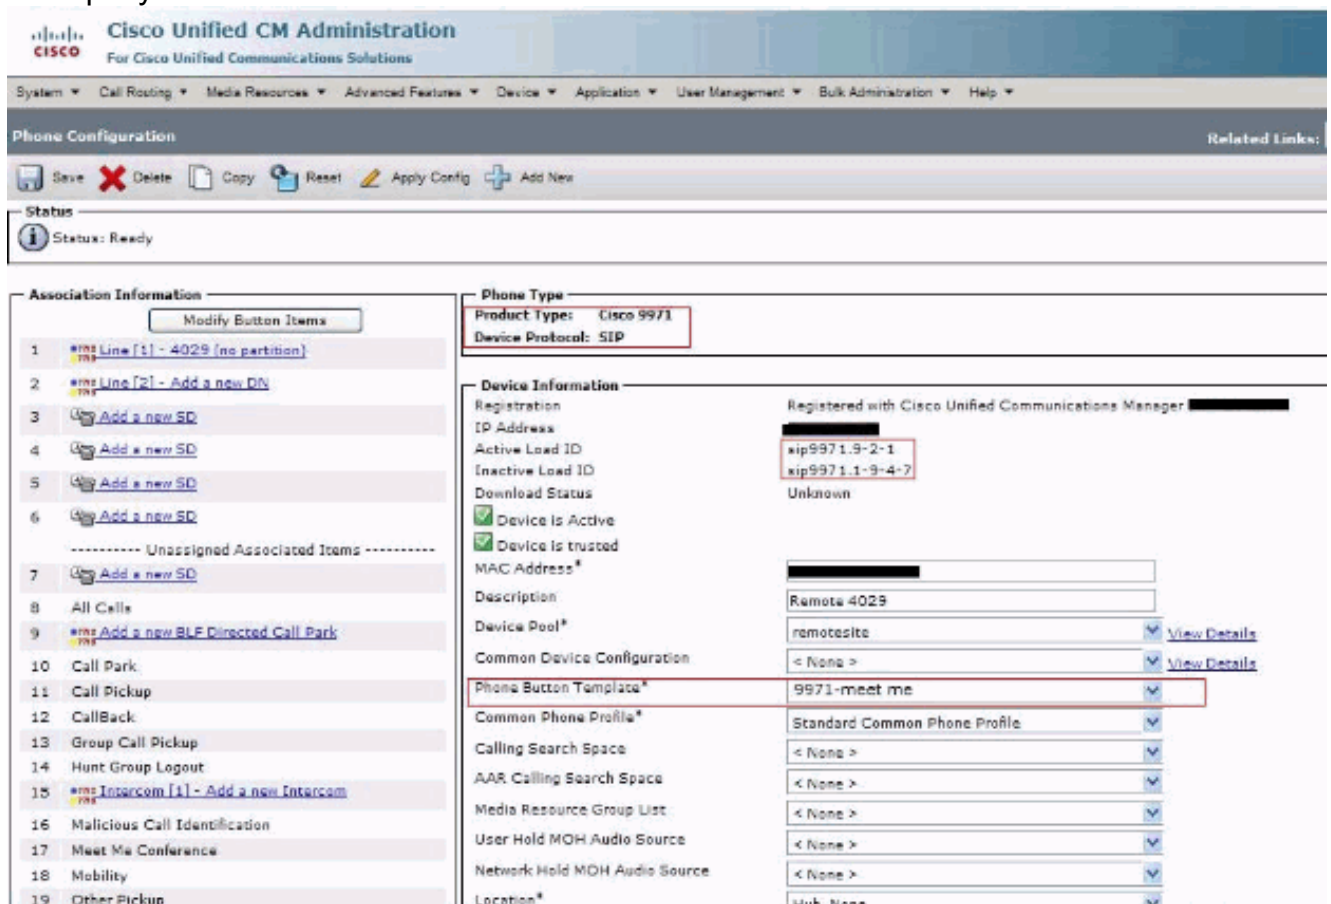 Cisco Unified CM Administration
CISCO For Cisco Unified Communications Solutions
System Call Routing Media Resources Advanced Features Device Application User Management Bulk Administration Help
Phone Configuration Related Links:
Save Delete Copy Reset Apply Config Add New
Status
Status: Ready
Association Information
Modify Button Items
1 Line [1] - 4029 (no partition)
2 Line [2] - Add a new DN
3 Add a new SD
4 Add a new SD
5 Add a new SD
6 Add a new SD
---------- Unassigned Associated Items ----------
7 Add a new SD
8 All Calls
9 Add a new BLF Directed Call Park
10 Call Park
11 Call Pickup
12 CallBack
13 Group Call Pickup
14 Hunt Group Logout
15 Intercom [1] - Add a new Intercom
16 Malicious Call Identification
17 Meet Me Conference
18 Mobility
19 Other Pickup
Phone Type
Product Type: Cisco 9971
Device Protocol: SIP
Device Information
Registration Registered with Cisco Unified Communications Manager
IP Address
Active Load ID sip9971.9-2-1
Inactive Load ID sip9971.1-9-4-7
Download Status Unknown
Device is Active
Device is trusted
MAC Address*
Description Remote 4029
Device Pool* remotesite View Details
Common Device Configuration < None > View Details
Phone Button Template* 9971-meet me
Common Phone Profile* Standard Common Phone Profile
Calling Search Space < None >
AAR Calling Search Space < None >
Media Resource Group List < None >
User Hold MOH Audio Source < None >
Network Hold MOH Audio Source < None >
Location* Hub_None